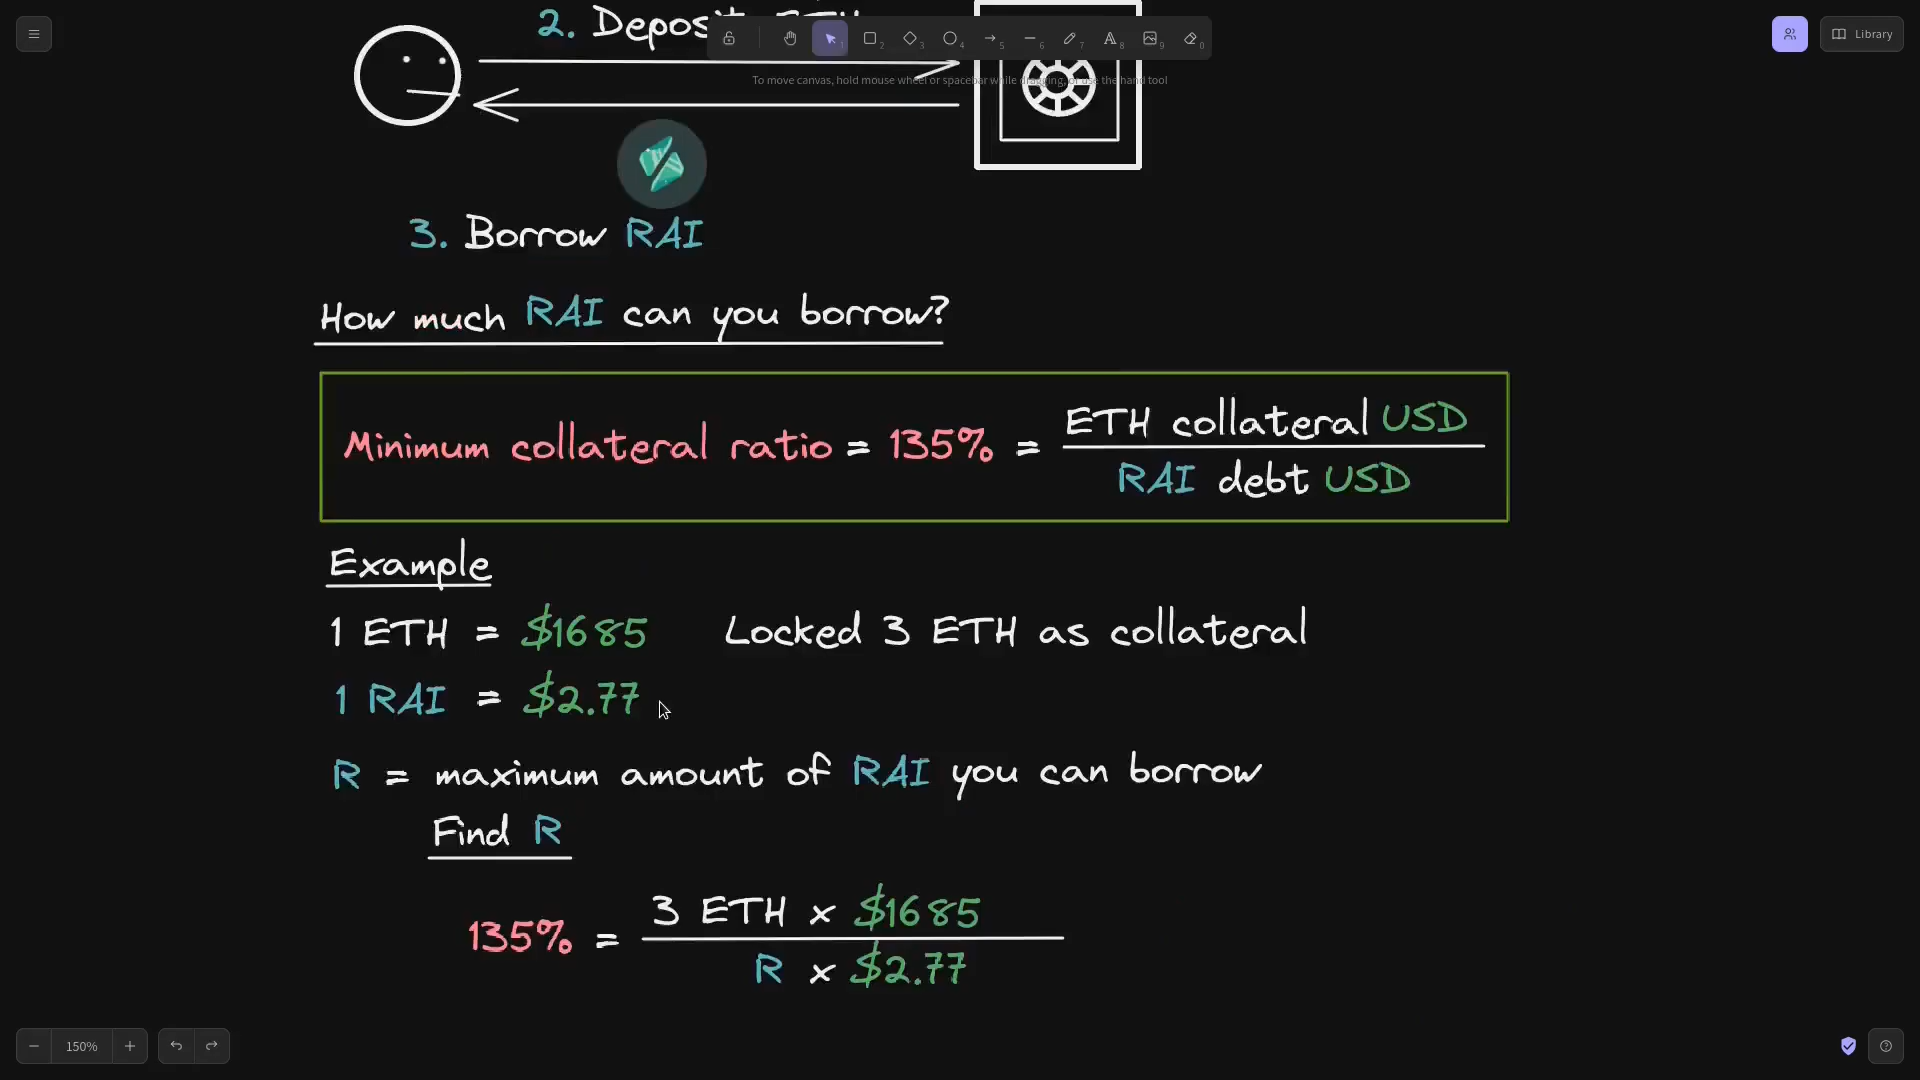 2. Deposit ETH
To move canvas, hold mouse wheel or spacebar while dragging, or use the hand tool
Library
3. Borrow RAI
How much RAI can you borrow?
Minimum collateral ratio = 135% = ETH collateral USD
RAI debt USD
Example
1 ETH = $1685 Locked 3 ETH as collateral
1 RAI = $2.77
R = maximum amount of RAI you can borrow
Find R
135% = 3 ETH x $1685
R x $2.77
150%